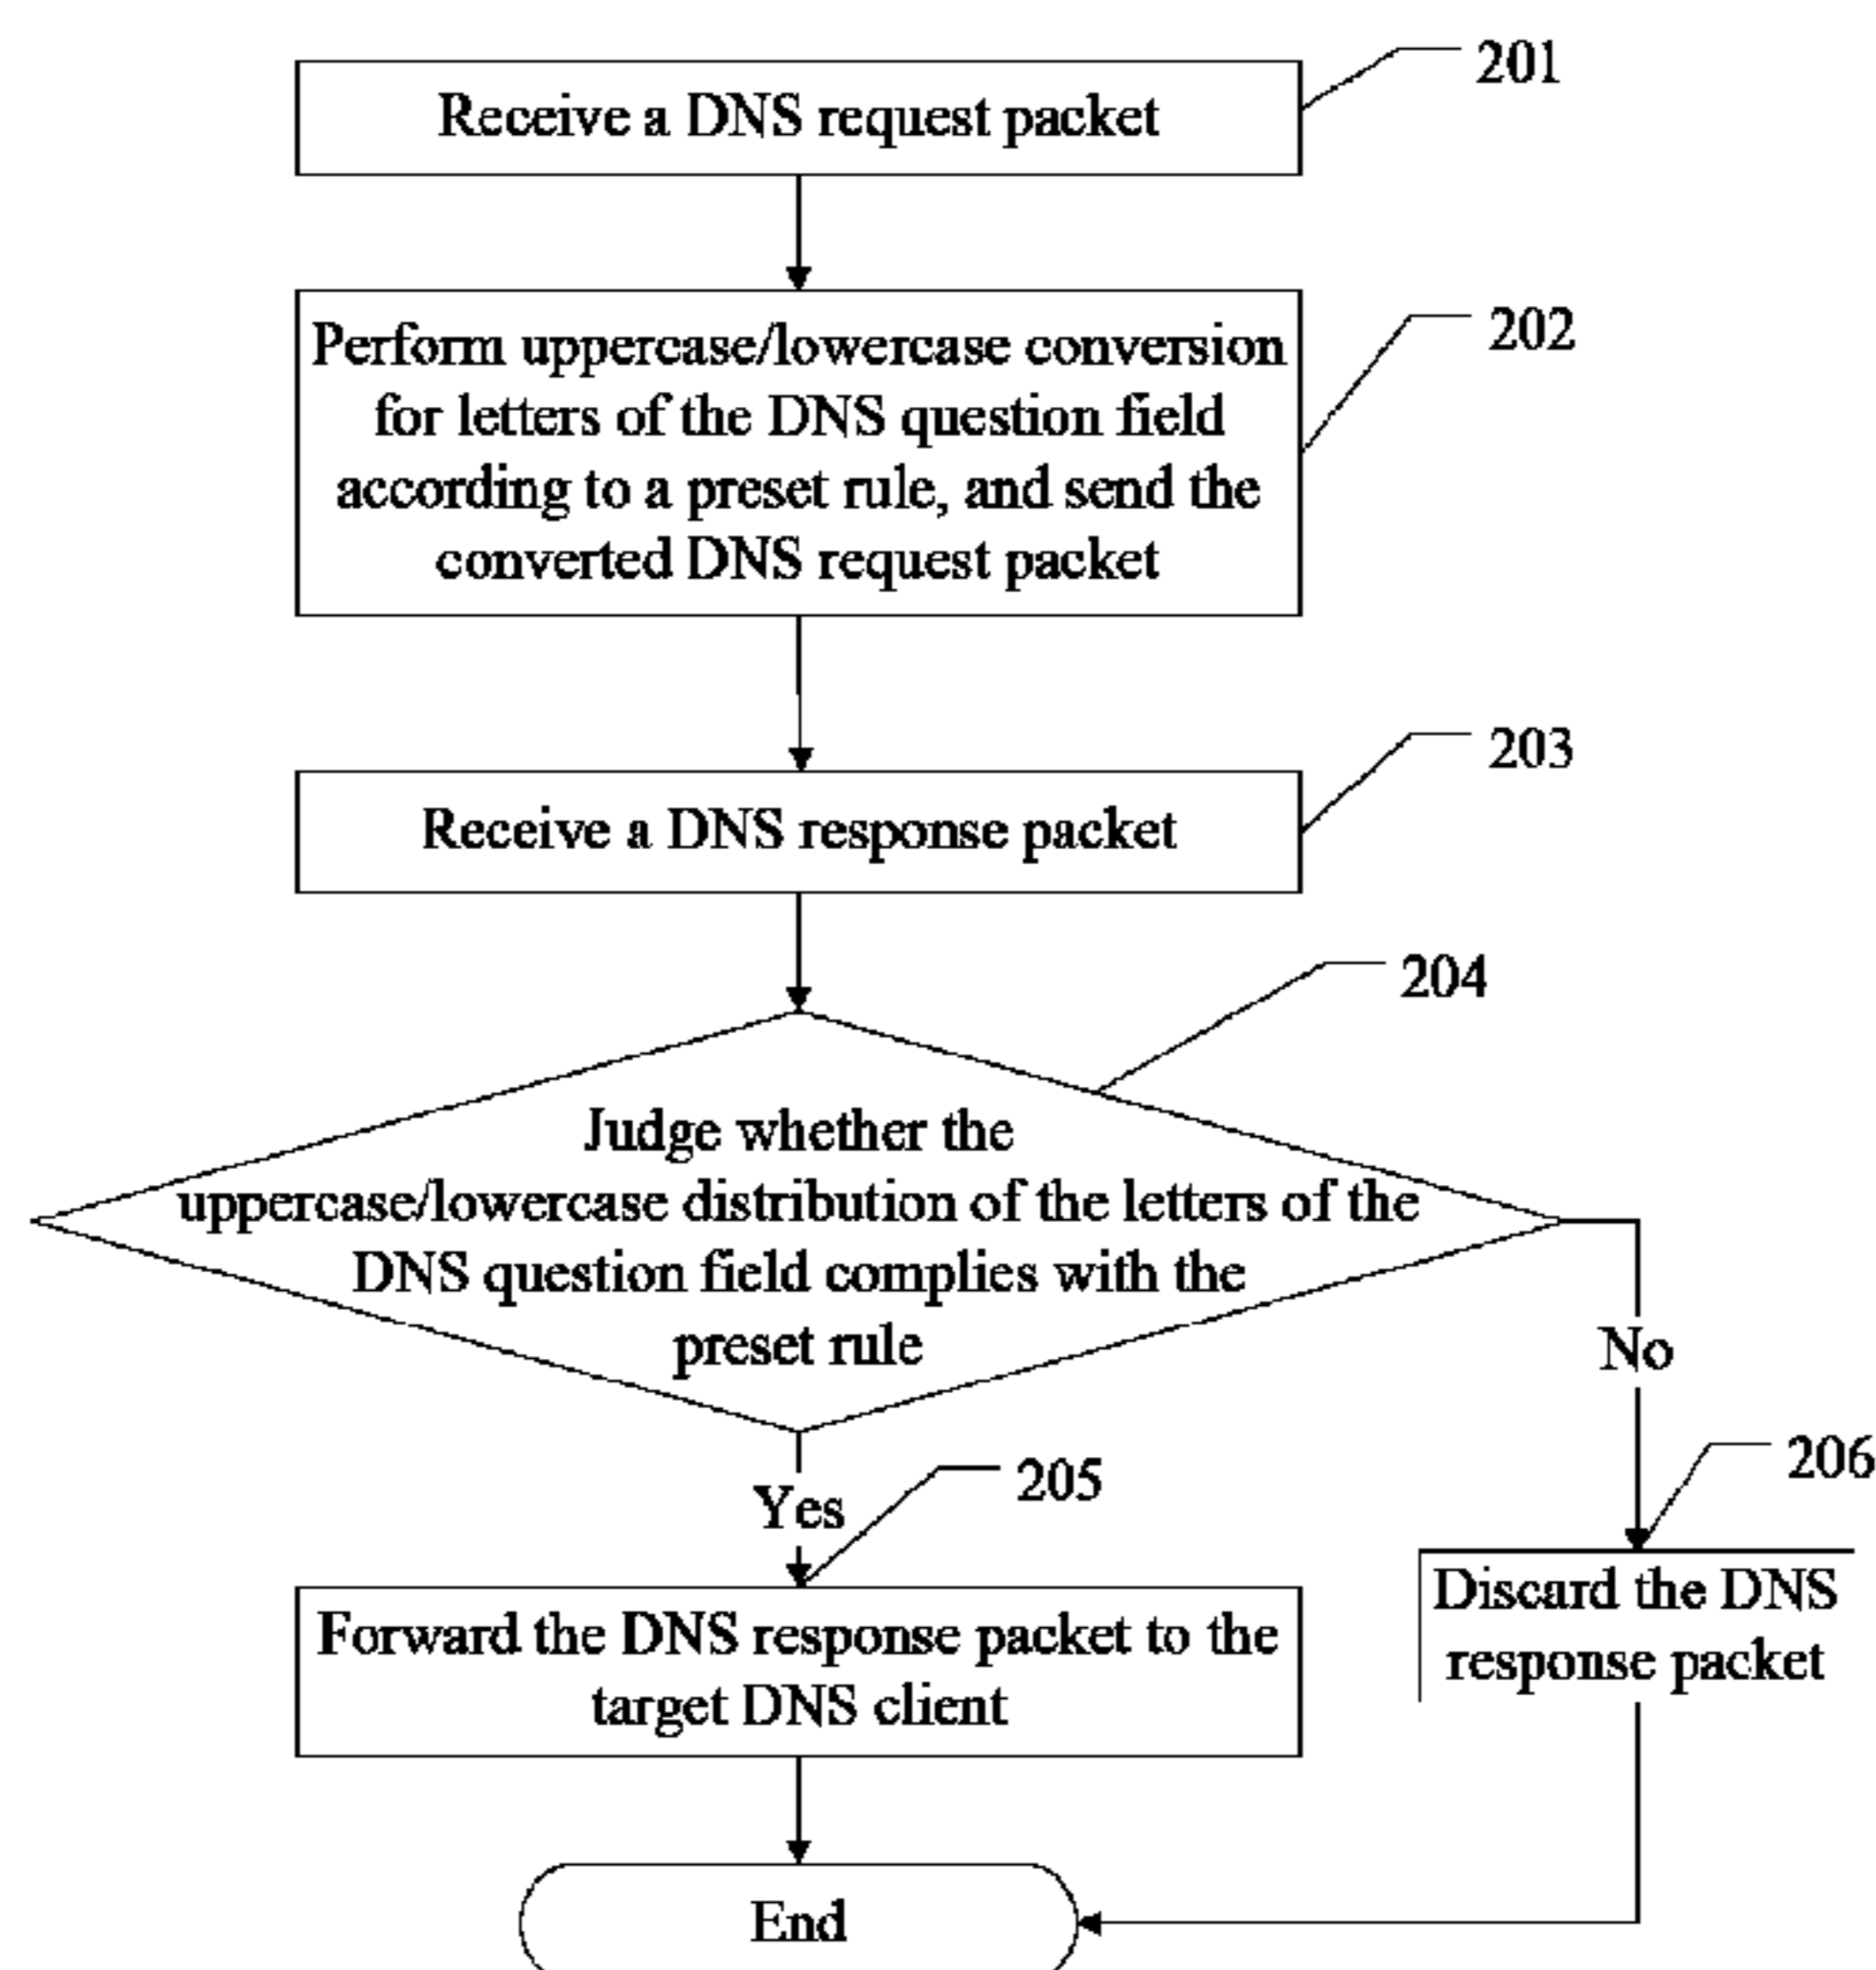 201
Receive a DNS request packet
202
Perform uppercase/lowercase conversion
for letters of the DNS question field
according to a preset rule, and send the
converted DNS request packet
203
Receive a DNS response packet
204
Judge whether the
uppercase/lowercase distribution of the letters of the
DNS question field complies with the
preset rule
No
Yes
205
206
Forward the DNS response packet to the
target DNS client
Discard the DNS
response packet
End